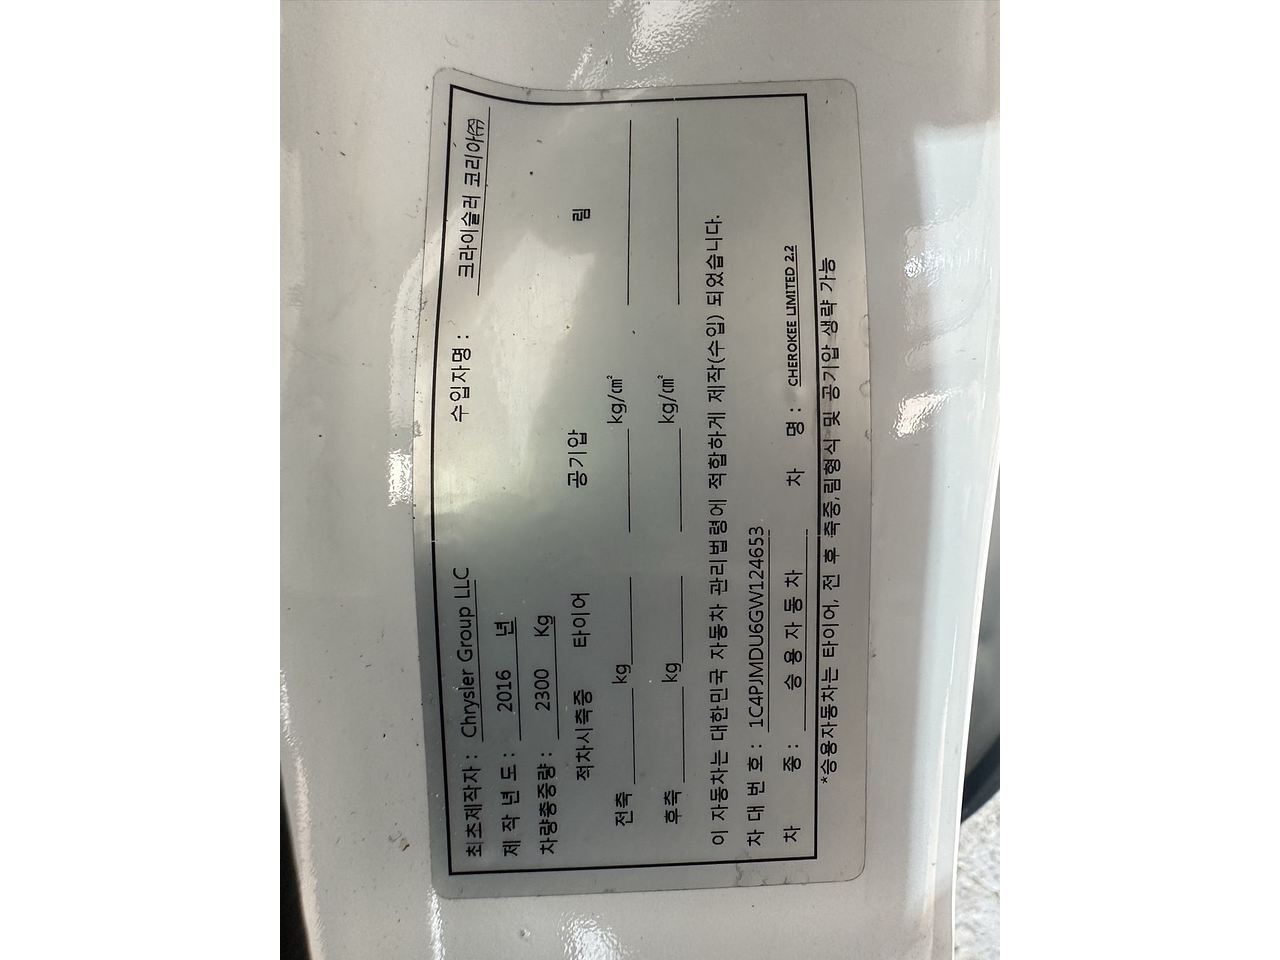 최초제작자 : Chrysler Group LLC 수입자명 : 크라이슬러 코리아㈜
제 작 년 도 : 2016 년
차량총중량 : 2300 Kg
적차시축중 타이어 공기압 림
전축 kg kg/㎠
후축 kg kg/㎠
이 자동차는 대한민국 자동차 관리법령에 적합하게 제작(수입) 되었습니다.
차 대 번 호 : 1C4PJMDU6GW124653
차 종 : 승용자동차 차 명 : CHEROKEE LIMITED 2.2
*승용자동차는 타이어, 전 후 축중,림형식 및 공기압 생략 가능